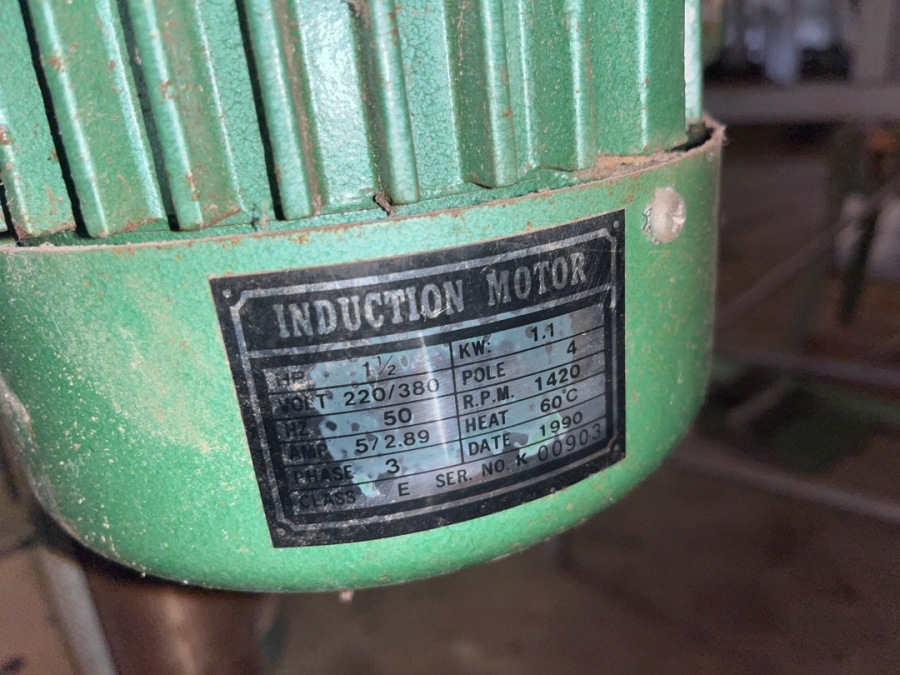 INDUCTION MOTOR
HP 1½ KW: 1.1
VOLT 220/380 POLE 4
HZ 50 R.P.M. 1420
AMP 5/2.89 HEAT 60°C
PHASE 3 DATE 1990
CLASS E SER. NO. K 00903